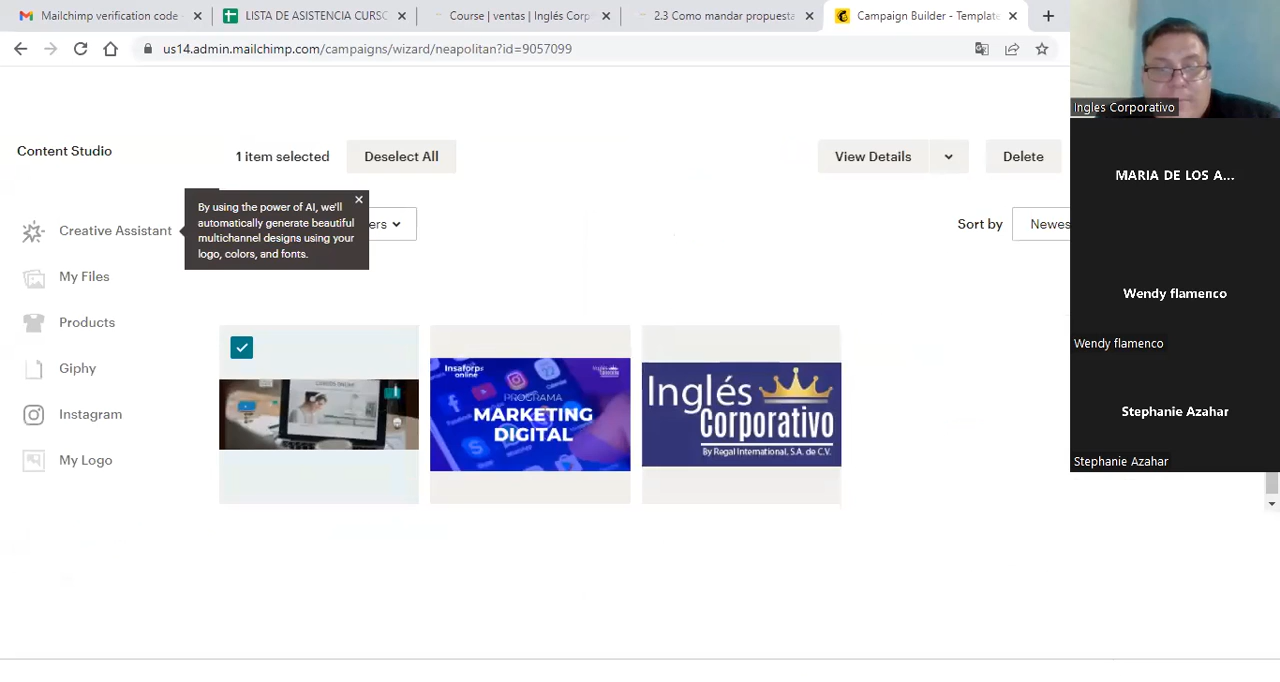 Mailchimp verification code
LISTA DE ASISTENCIA CURSO
Course | ventas | Inglés Corp
2.3 Como mandar propuesta
Campaign Builder - Template
us14.admin.mailchimp.com/campaigns/wizard/neapolitan?id=9057099
Ingles Corporativo
Content Studio
1 item selected
Deselect All
View Details
Delete
MARIA DE LOS A...
By using the power of AI, we'll
automatically generate beautiful
multichannel designs using your
logo, colors, and fonts.
ers
Sort by
Newes
Creative Assistant
My Files
Products
Giphy
Instagram
My Logo
Wendy flamenco
Wendy flamenco
Stephanie Azahar
Stephanie Azahar
Insaforp
online
PROGRAMA
MARKETING
DIGITAL
Inglés
Corporativo
By Regal International, S.A. de C.V.